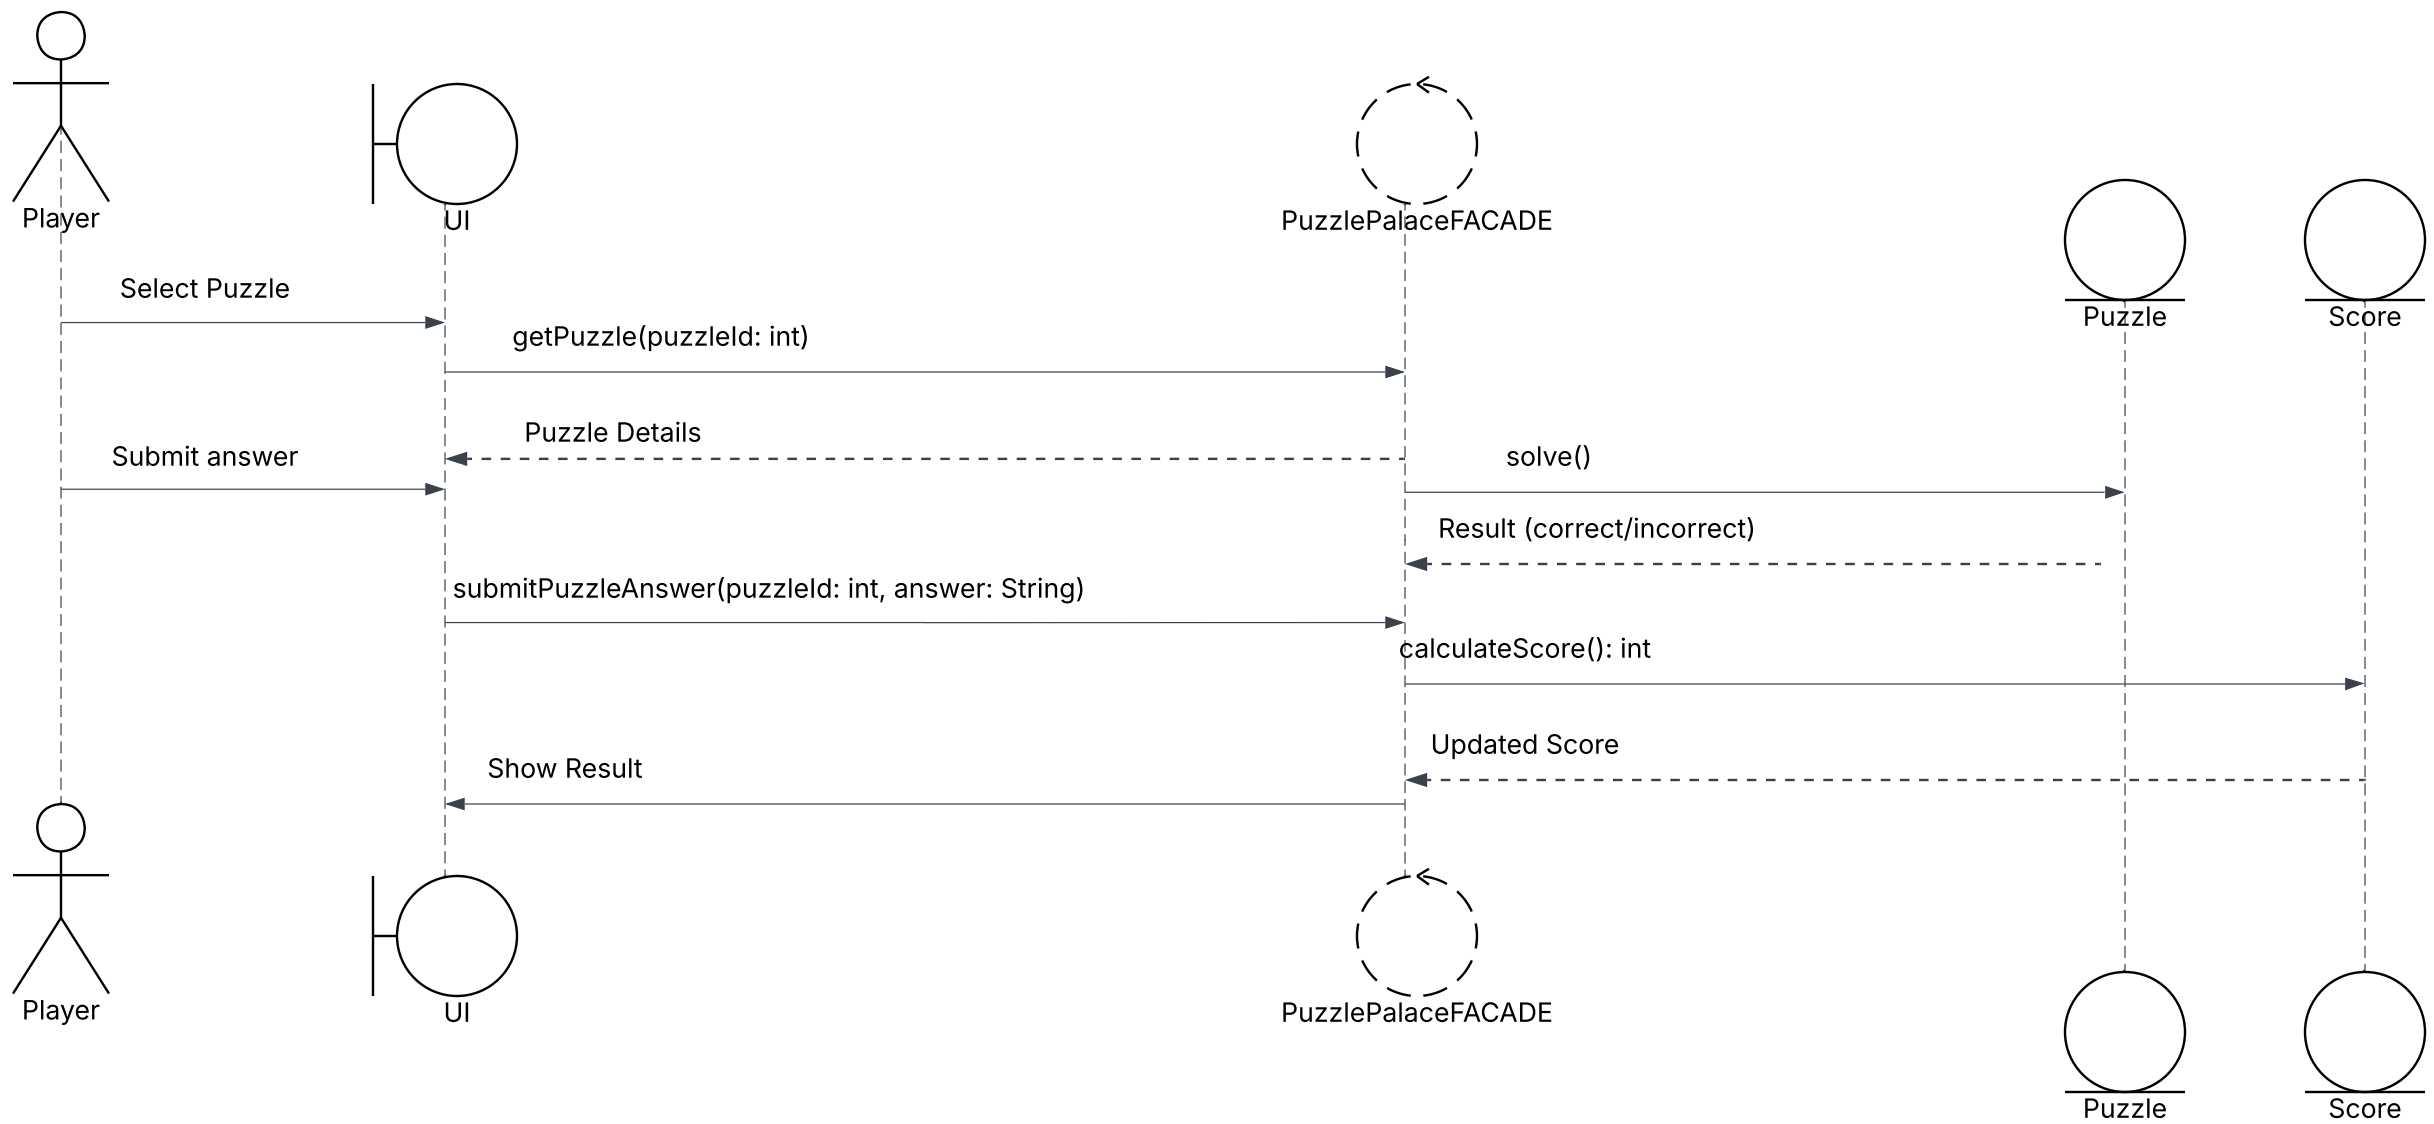 Player
UI
PuzzlePalaceFACADE
Puzzle
Score
Select Puzzle
getPuzzle(puzzleId: int)
Puzzle Details
Submit answer
solve()
Result (correct/incorrect)
submitPuzzleAnswer(puzzleId: int, answer: String)
calculateScore(): int
Updated Score
Show Result
Player
UI
PuzzlePalaceFACADE
Puzzle
Score